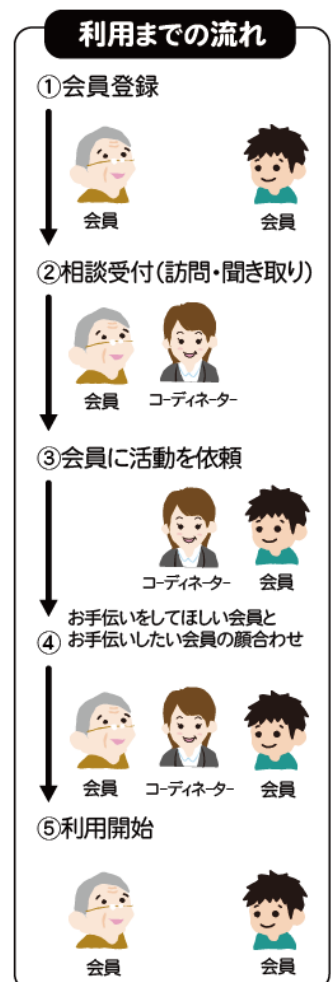 利用までの流れ
①会員登録
会員 会員
②相談受付(訪問・聞き取り)
会員 コーディネーター
③会員に活動を依頼
コーディネーター 会員
お手伝いをしてほしい会員と
④ お手伝いしたい会員の顔合わせ
会員 コーディネーター 会員
⑤利用開始
会員 会員